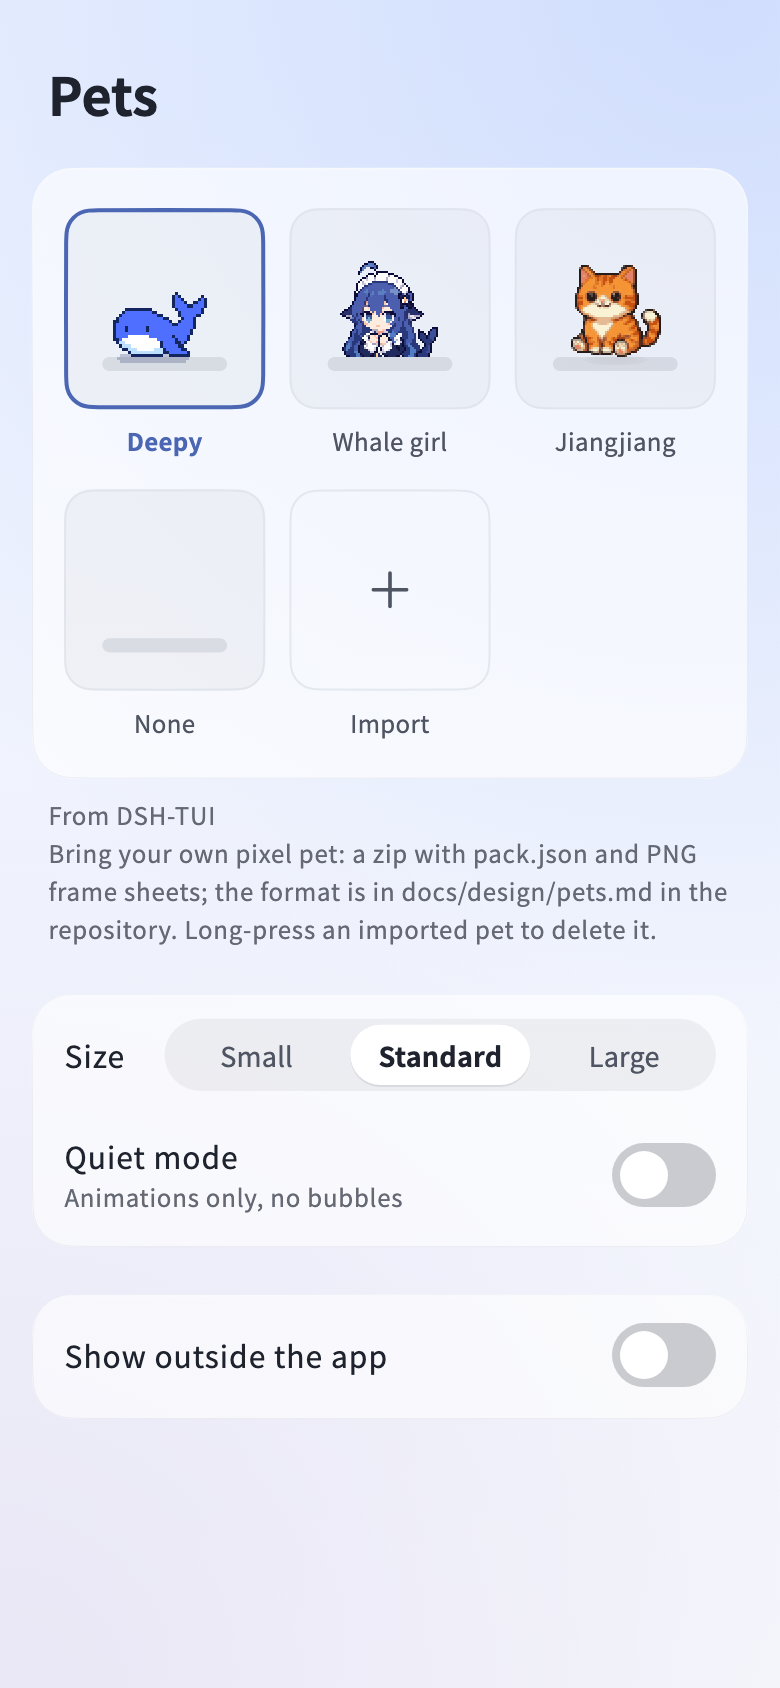 Pets
Deepy
Whale girl
Jiangjiang
None
Import
From DSH-TUI
Bring your own pixel pet: a zip with pack.json and PNG
frame sheets; the format is in docs/design/pets.md in the
repository. Long-press an imported pet to delete it.
Size
Small
Standard
Large
Quiet mode
Animations only, no bubbles
Show outside the app